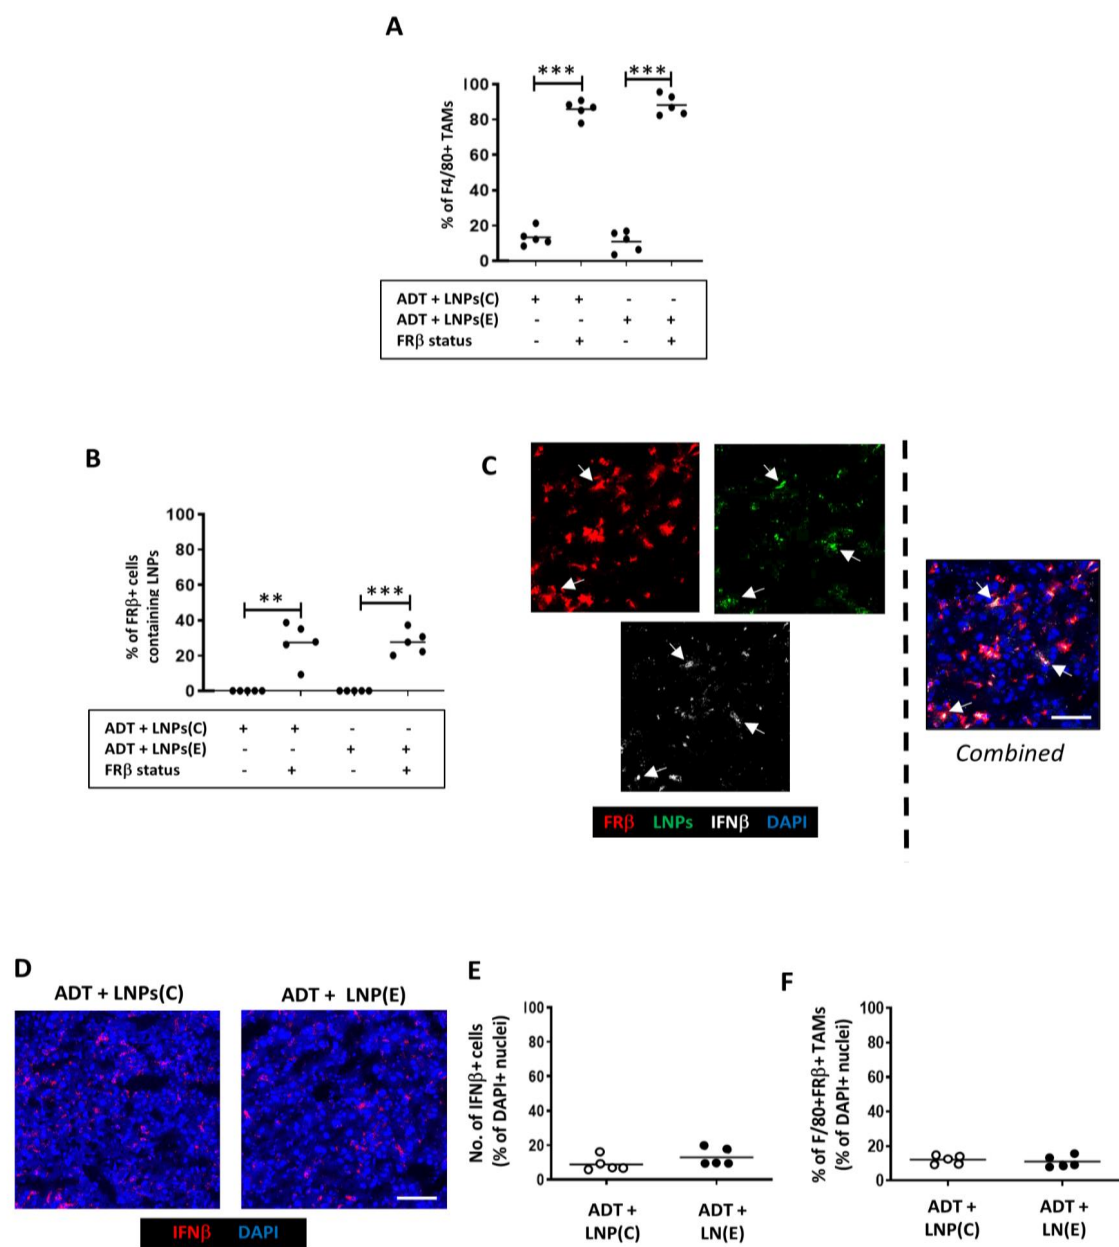 A
*** ***
% of F4/80+ TAMs
100
80
60
40
20
0
ADT + LNPs(C) + + - -
ADT + LNPs(E) - - + +
FRβ status - + - +
B
% of FRβ+ cells
containing LNPs
100
80
60
40
20
0
** ***
ADT + LNPs(C) + + - -
ADT + LNPs(E) - - + +
FRβ status - + - +
C
FRβ LNPs IFNβ DAPI
Combined
D
ADT + LNPs(C) ADT + LNP(E)
IFNβ DAPI
E
No. of IFNβ+ cells
(% of DAPI+ nuclei)
100
80
60
40
20
0
ADT +
LNP(C)
ADT +
LN(E)
F
% of F/80+FRβ+ TAMs
(% of DAPI+ nuclei)
100
80
60
40
20
0
ADT +
LNP(C)
ADT +
LN(E)